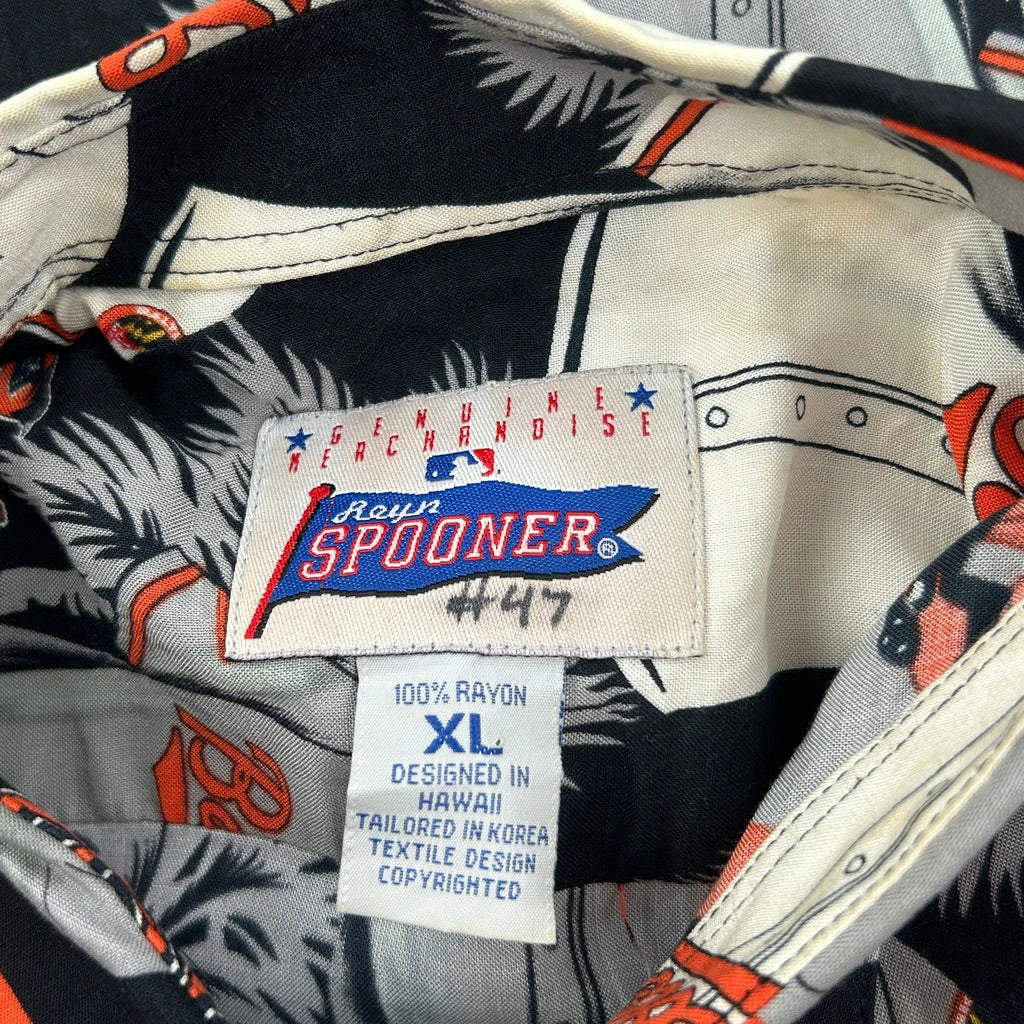 GENUINE
MERCHANDISE
Reyn
SPOONER®
#47
100% RAYON
XL
DESIGNED IN
HAWAII
TAILORED IN KOREA
TEXTILE DESIGN
COPYRIGHTED